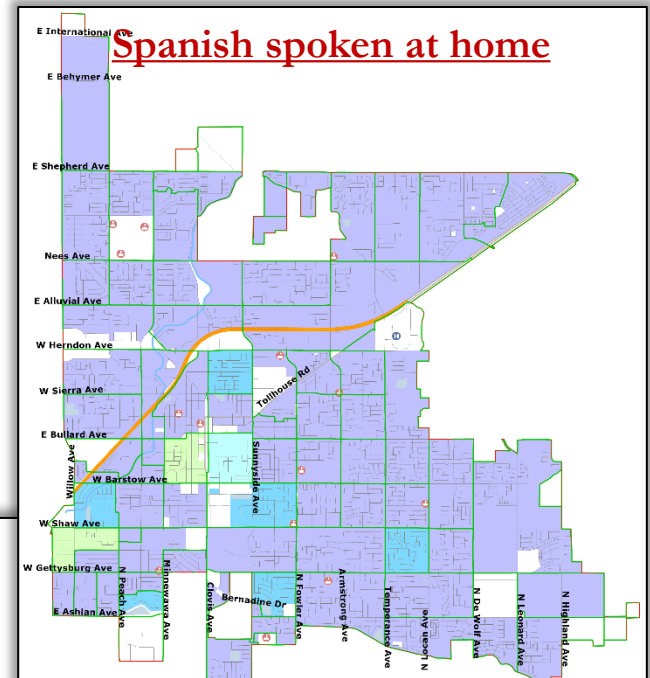 E International Ave
Spanish spoken at home
E Behymer Ave
E Shepherd Ave
Nees Ave
E Alluvial Ave
W Herndon Ave
Tollhouse Rd
W Sierra Ave
E Bullard Ave
Willow Ave
Sunnyside Ave
W Barstow Ave
W Shaw Ave
W Gettysburg Ave
N Peach Ave
Minnewawa Ave
Clovis Ave
Bernadine Dr
N Fowler Ave
Armstrong Ave
Temperance Ave
N Locan Ave
N De Wolf Ave
N Leonard Ave
N Highland Ave
E Ashlan Ave